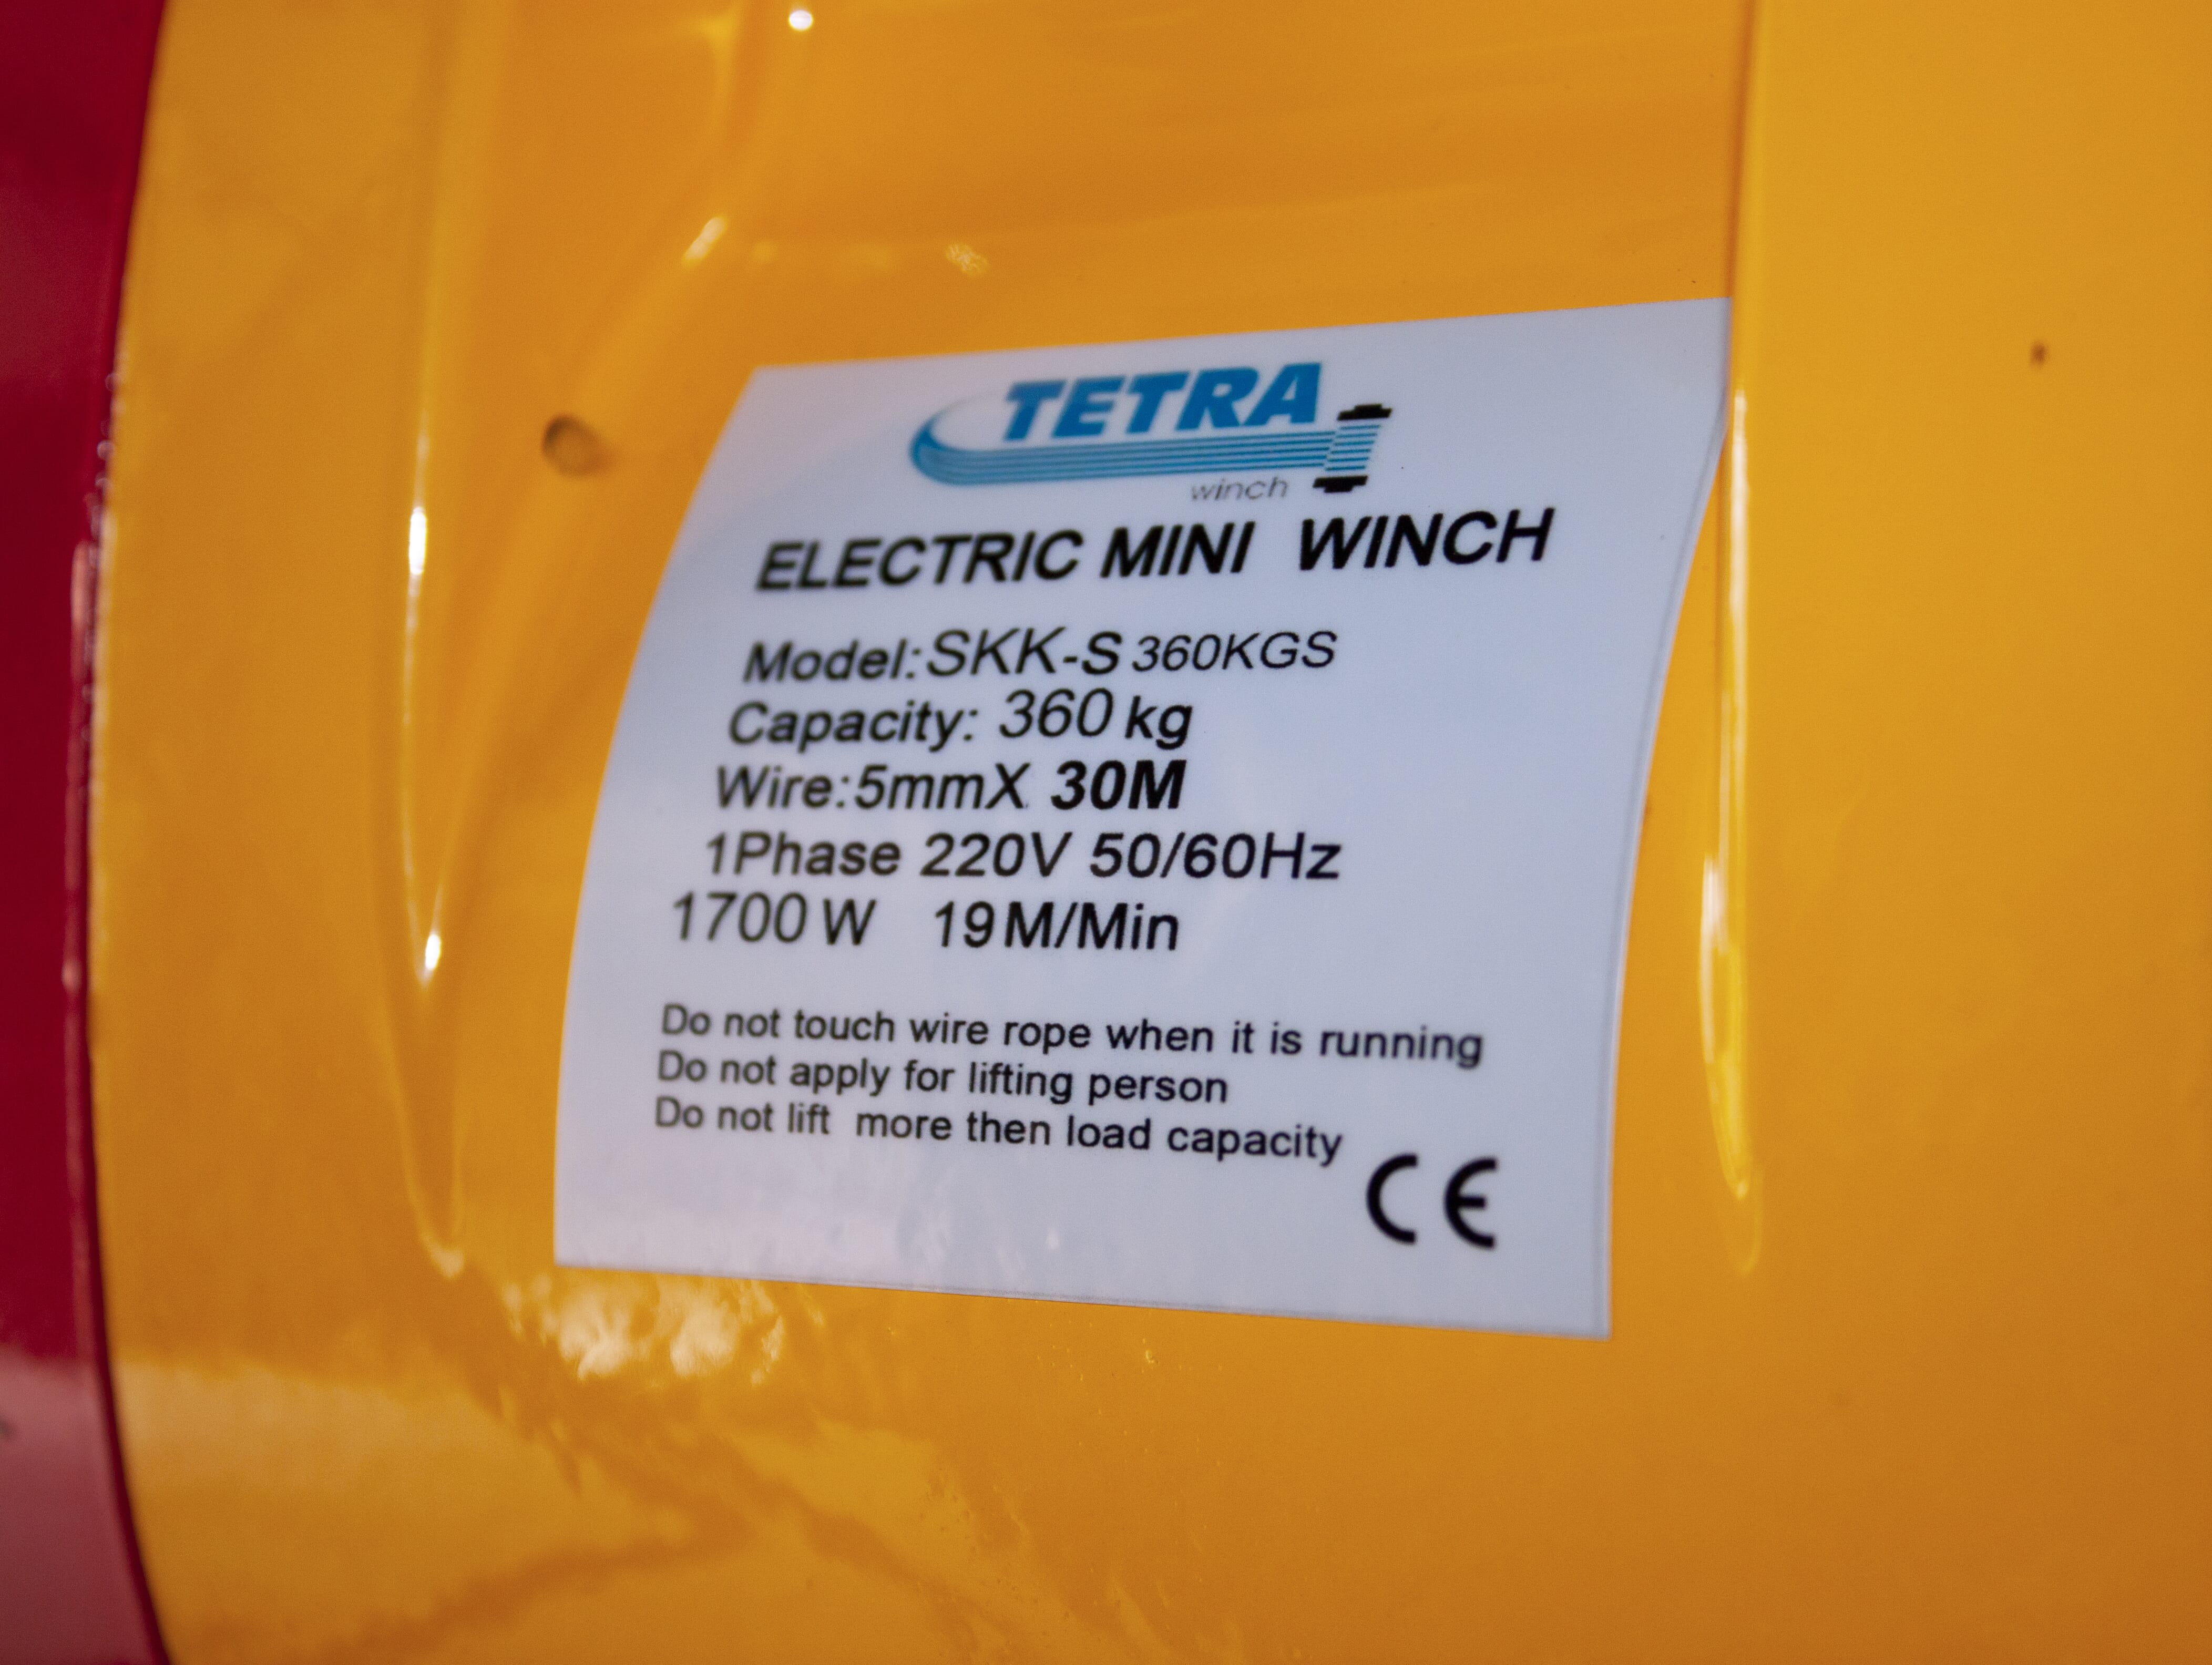 TETRA
winch
ELECTRIC MINI WINCH
Model:SKK-S 360KGS
Capacity: 360 kg
Wire:5mmX 30M
1Phase 220V 50/60Hz
1700 W 19 M/Min
Do not touch wire rope when it is running
Do not apply for lifting person
Do not lift more then load capacity
CE